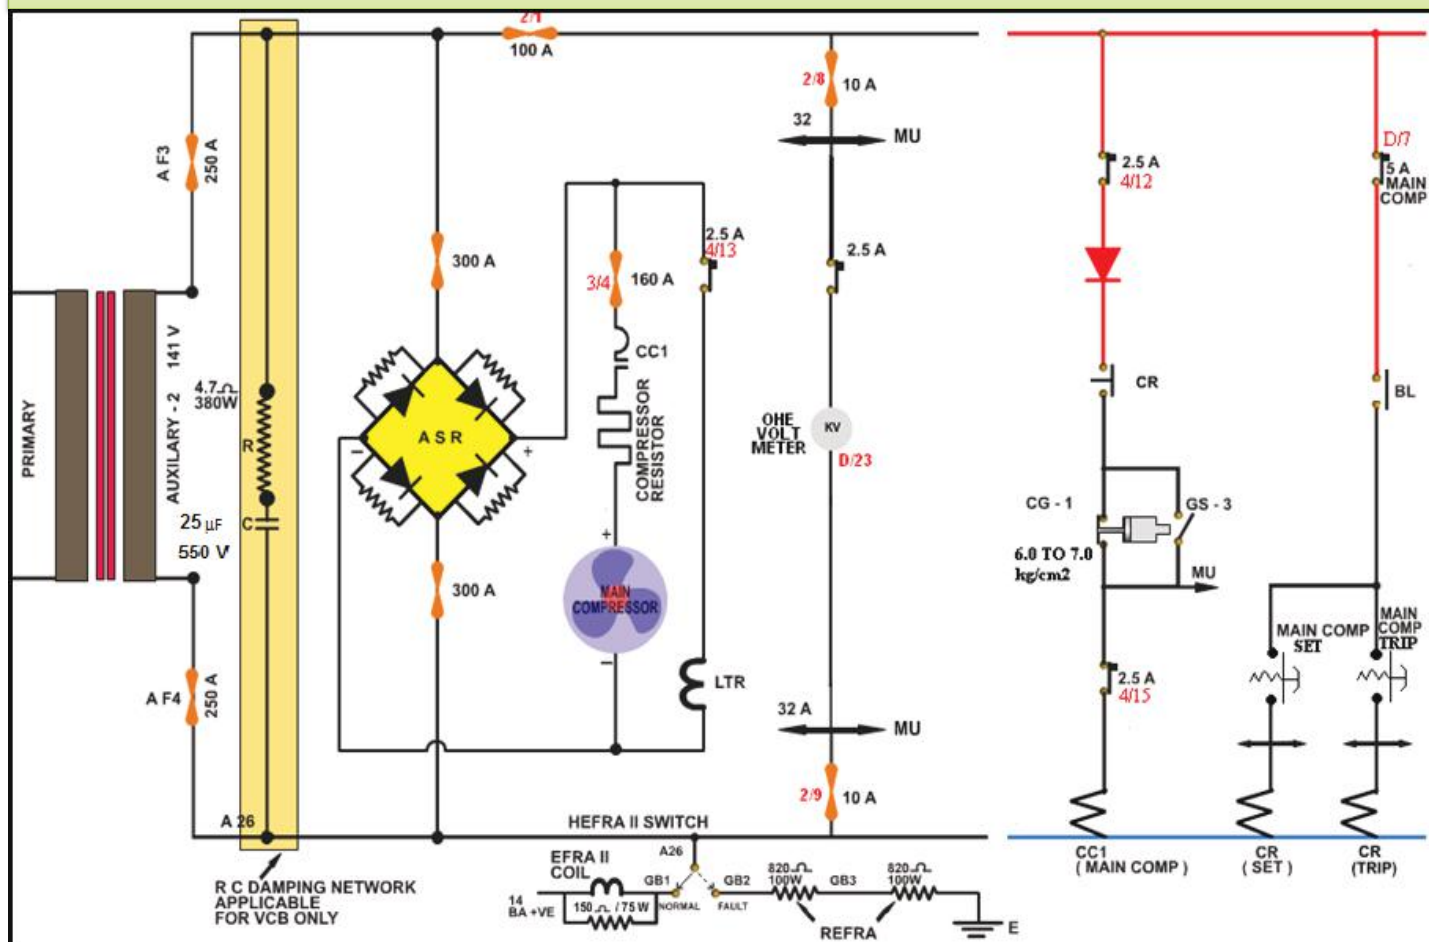 2/1
100 A
A F3
250 A
2/8
10 A
32
MU
2.5 A
4/12
D/7
5 A
MAIN
COMP
300 A
3/4
160 A
2.5 A
4/13
2.5 A
PRIMARY
AUXILARY - 2 141 V
4.7Ω
380W
R
25 µF
550 V
C
A S R
−
+
CC1
COMPRESSOR
RESISTOR
OHE
VOLT
METER
KV
D/23
CR
BL
CG - 1
GS - 3
6.0 TO 7.0
kg/cm2
MU
300 A
+
MAIN
COMPRESSOR
−
LTR
MAIN COMP
SET
MAIN
COMP
TRIP
2.5 A
4/15
A F4
250 A
32 A
MU
2/9
10 A
A 26
HEFRA II SWITCH
R C DAMPING NETWORK
APPLICABLE
FOR VCB ONLY
EFRA II
COIL
A26
GB1
GB2
NORMAL
FAULT
14
BA +VE
150 Ω / 75 W
820Ω
100W
GB3
820Ω
100W
REFRA
E
CC1
( MAIN COMP )
CR
( SET )
CR
(TRIP)